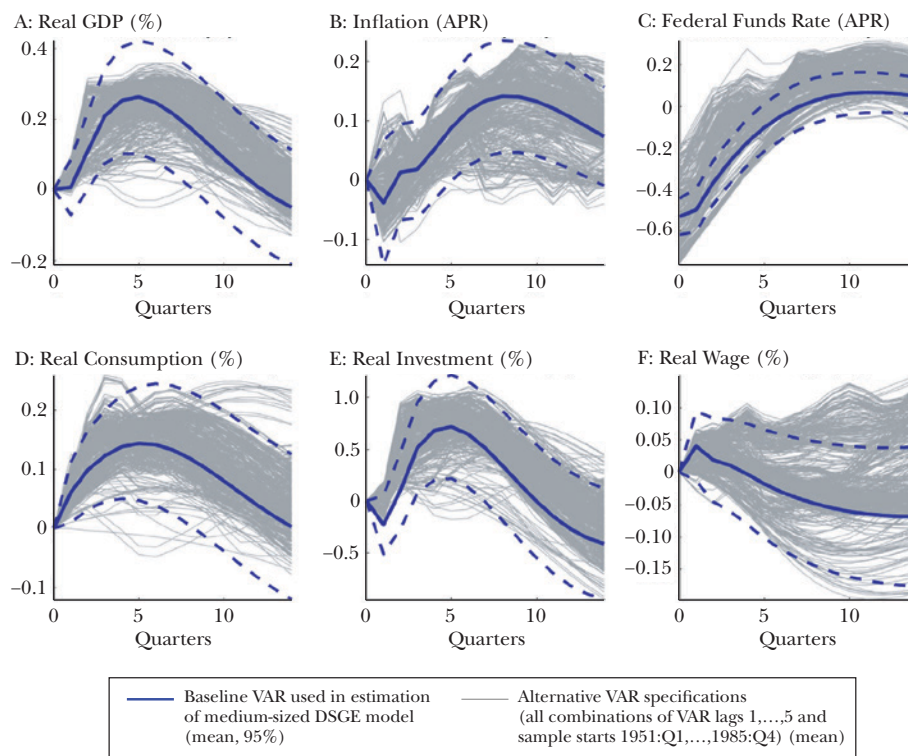 A: Real GDP (%)
0.4
0.2
0
−0.2
0
5
10
Quarters
B: Inflation (APR)
0.2
0.1
0
−0.1
0
5
10
Quarters
C: Federal Funds Rate (APR)
0.2
0
−0.2
−0.4
−0.6
0
5
10
Quarters
D: Real Consumption (%)
0.2
0.1
0
−0.1
0
5
10
Quarters
E: Real Investment (%)
1.0
0.5
0
−0.5
0
5
10
Quarters
F: Real Wage (%)
0.10
0.05
0
−0.05
−0.10
−0.15
0
5
10
Quarters
Baseline VAR used in estimation
of medium-sized DSGE model
(mean, 95%)
Alternative VAR specifications
(all combinations of VAR lags 1,...,5 and
sample starts 1951:Q1,...,1985:Q4) (mean)